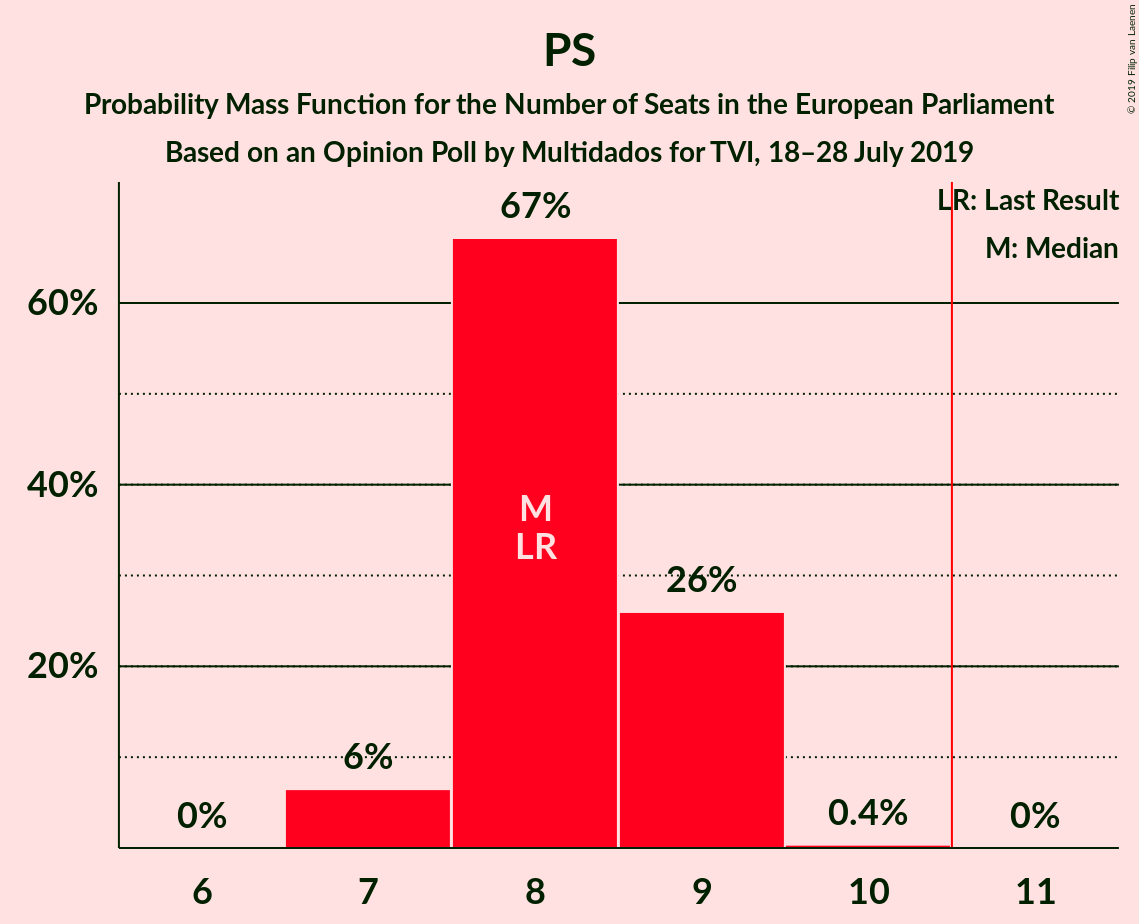 PS
Probability Mass Function for the Number of Seats in the European Parliament
Based on an Opinion Poll by Multidados for TVI, 18–28 July 2019
© 2019 Filip van Laenen
LR: Last Result
M: Median
67%
60%
40%
M
LR
26%
20%
6%
0%
0.4%
0%
6 7 8 9 10 11